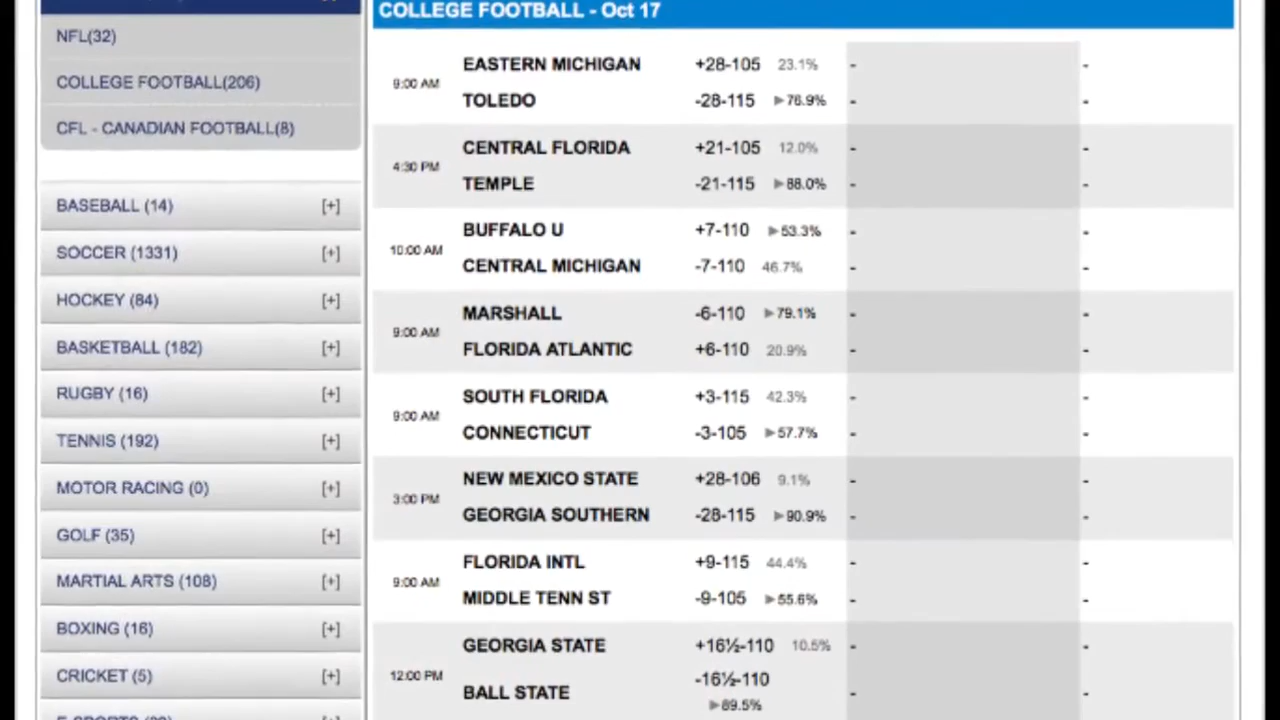 NFL(32)
COLLEGE FOOTBALL(206)
CFL - CANADIAN FOOTBALL(8)
BASEBALL (14) [+]
SOCCER (1331) [+]
HOCKEY (84) [+]
BASKETBALL (182) [+]
RUGBY (16) [+]
TENNIS (192) [+]
MOTOR RACING (0) [+]
GOLF (35) [+]
MARTIAL ARTS (108) [+]
BOXING (16) [+]
CRICKET (5) [+]
COLLEGE FOOTBALL - Oct 17
9:00 AM
EASTERN MICHIGAN +28-105 23.1% - -
TOLEDO -28-115 ▶76.9% - -
4:30 PM
CENTRAL FLORIDA +21-105 12.0% - -
TEMPLE -21-115 ▶88.0% - -
10:00 AM
BUFFALO U +7-110 ▶53.3% - -
CENTRAL MICHIGAN -7-110 46.7% - -
9:00 AM
MARSHALL -6-110 ▶79.1% - -
FLORIDA ATLANTIC +6-110 20.9% - -
9:00 AM
SOUTH FLORIDA +3-115 42.3% - -
CONNECTICUT -3-105 ▶57.7% - -
3:00 PM
NEW MEXICO STATE +28-106 9.1% - -
GEORGIA SOUTHERN -28-115 ▶90.9% - -
9:00 AM
FLORIDA INTL +9-115 44.4% - -
MIDDLE TENN ST -9-105 ▶55.6% - -
12:00 PM
GEORGIA STATE +16½-110 10.5% - -
BALL STATE -16½-110 - -
▶89.5%